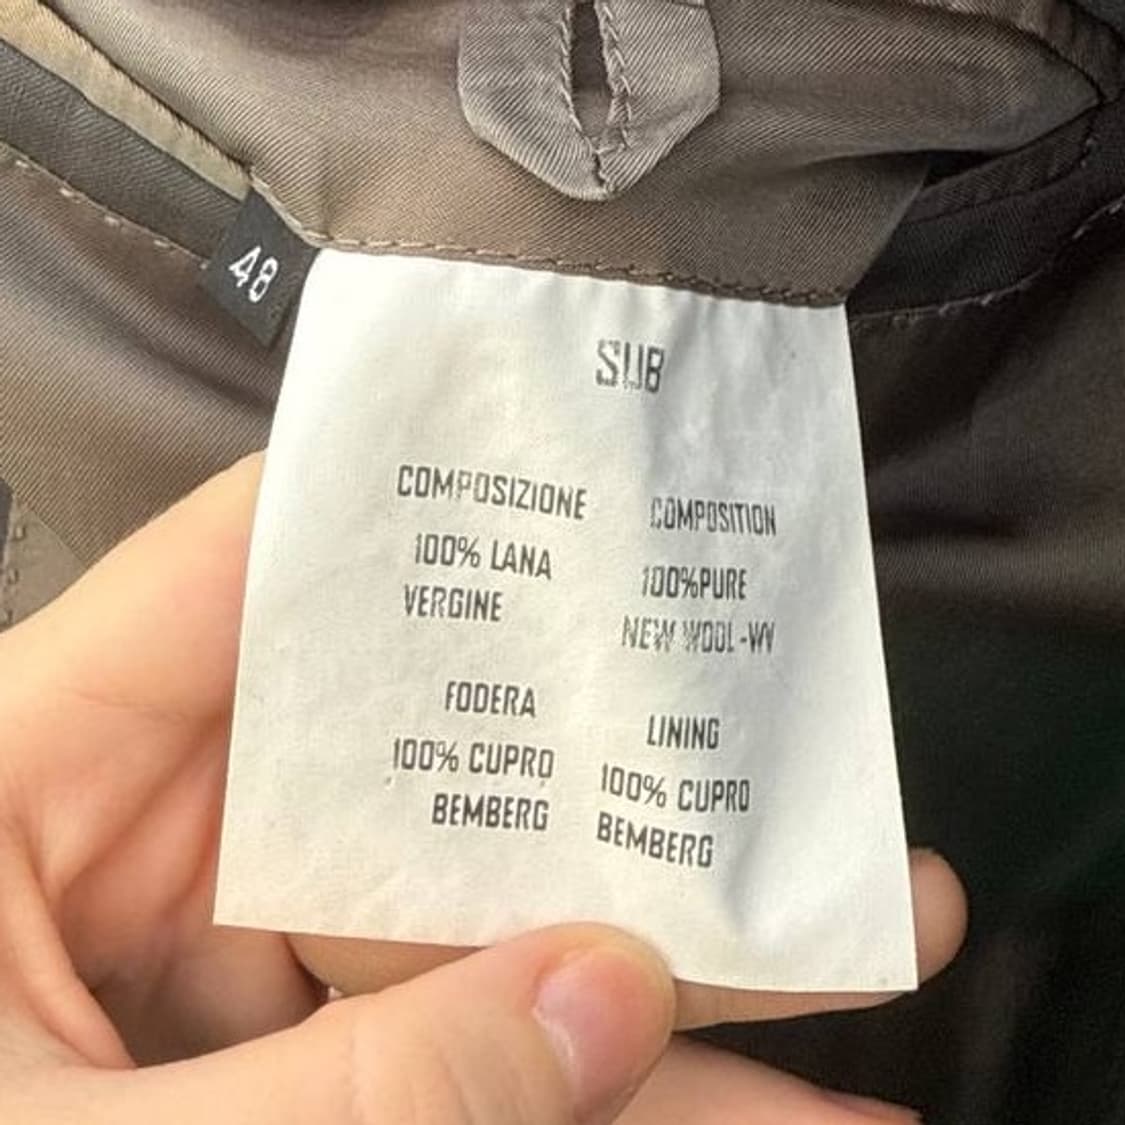 48
SUB
COMPOSIZIONE
100% LANA
VERGINE
FODERA
100% CUPRO
BEMBERG
COMPOSITION
100%PURE
NEW WOOL-WV
LINING
100% CUPRO
BEMBERG